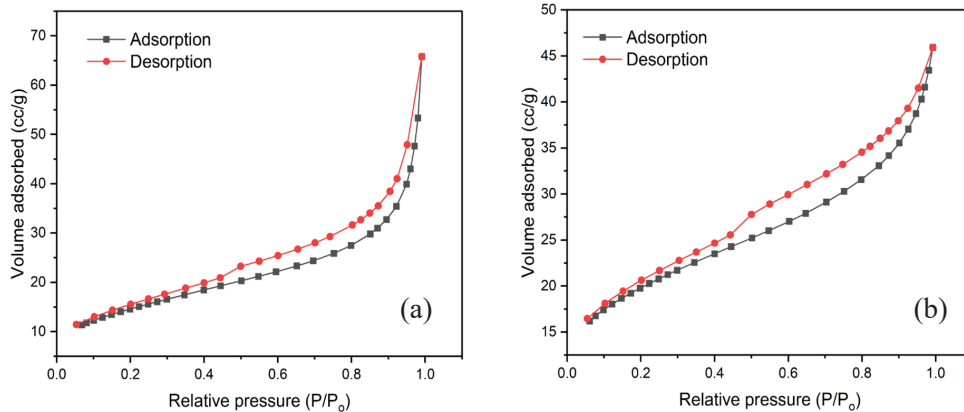 Volume adsorbed (cc/g)
70
60
50
40
30
20
10
Adsorption
Desorption
(a)
0.0 0.2 0.4 0.6 0.8 1.0
Relative pressure (P/Po)
Volume adsorbed (cc/g)
50
45
40
35
30
25
20
15
Adsorption
Desorption
(b)
0.0 0.2 0.4 0.6 0.8 1.0
Relative pressure (P/Po)